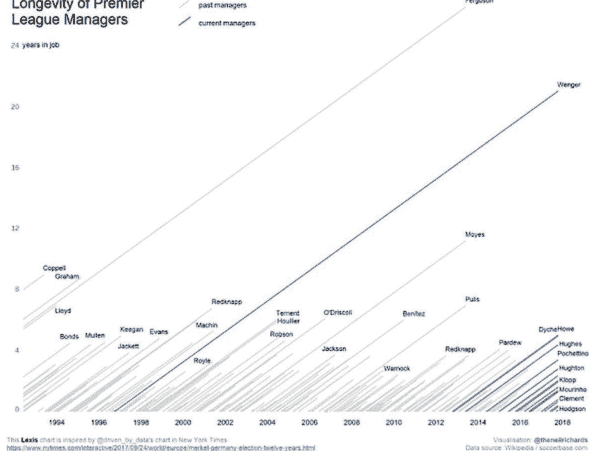 Longevity of Premier
League Managers
past managers
current managers
Ferguson
24 years in job
Wenger
20
16
12
Moyes
Coppell
Graham
8
Redknapp
Pulis
Lloyd
Tement
O'Driscoll
Benitez
Houllier
Bonds
Mullen
Keegan
Evans
Machin
Robson
Dyche
Howe
Jackett
Jackson
Redknapp
Pardew
Hughes
4
Pochettino
Royle
Warnock
Hughton
Klopp
Mourinho
Clement
0
Hodgson
1994 1996 1998 2000 2002 2004 2006 2008 2010 2012 2014 2016 2018
This Lexis chart is inspired by @driven_by_data's chart in New York Times
https://www.nytimes.com/interactive/2017/09/24/world/europe/market-germany-election-twelve-years.html
Visualisation: @theneilrichards
Data source: Wikipedia / soccerbase.com